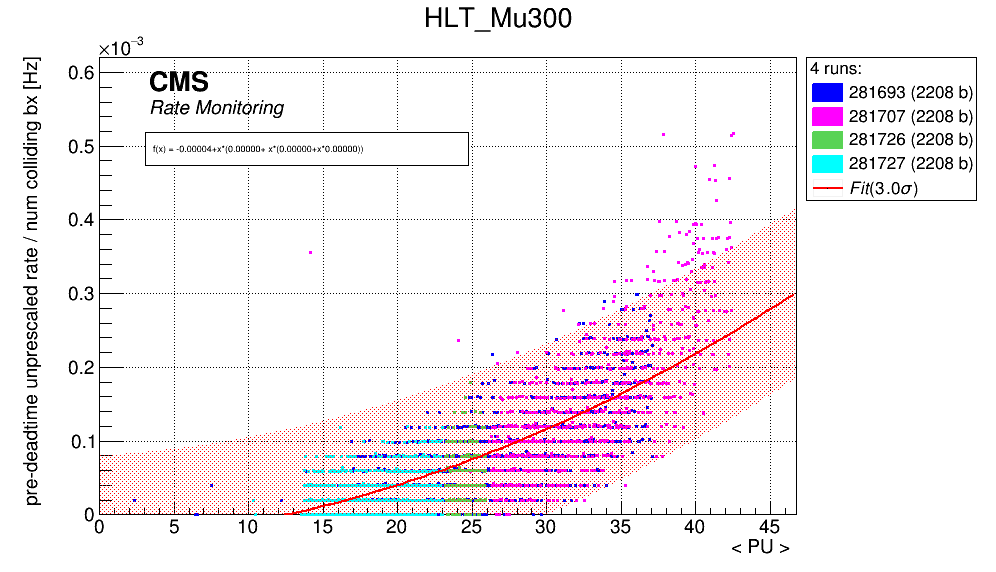 HLT_Mu300
×10⁻³
pre-deadtime unprescaled rate / num colliding bx [Hz]
CMS
Rate Monitoring
f(x) = -0.00004+x*(0.00000+ x*(0.00000+x*0.00000))
0.6
0.5
0.4
0.3
0.2
0.1
0
0 5 10 15 20 25 30 35 40 45
< PU >
4 runs:
281693 (2208 b)
281707 (2208 b)
281726 (2208 b)
281727 (2208 b)
Fit(3.0σ)